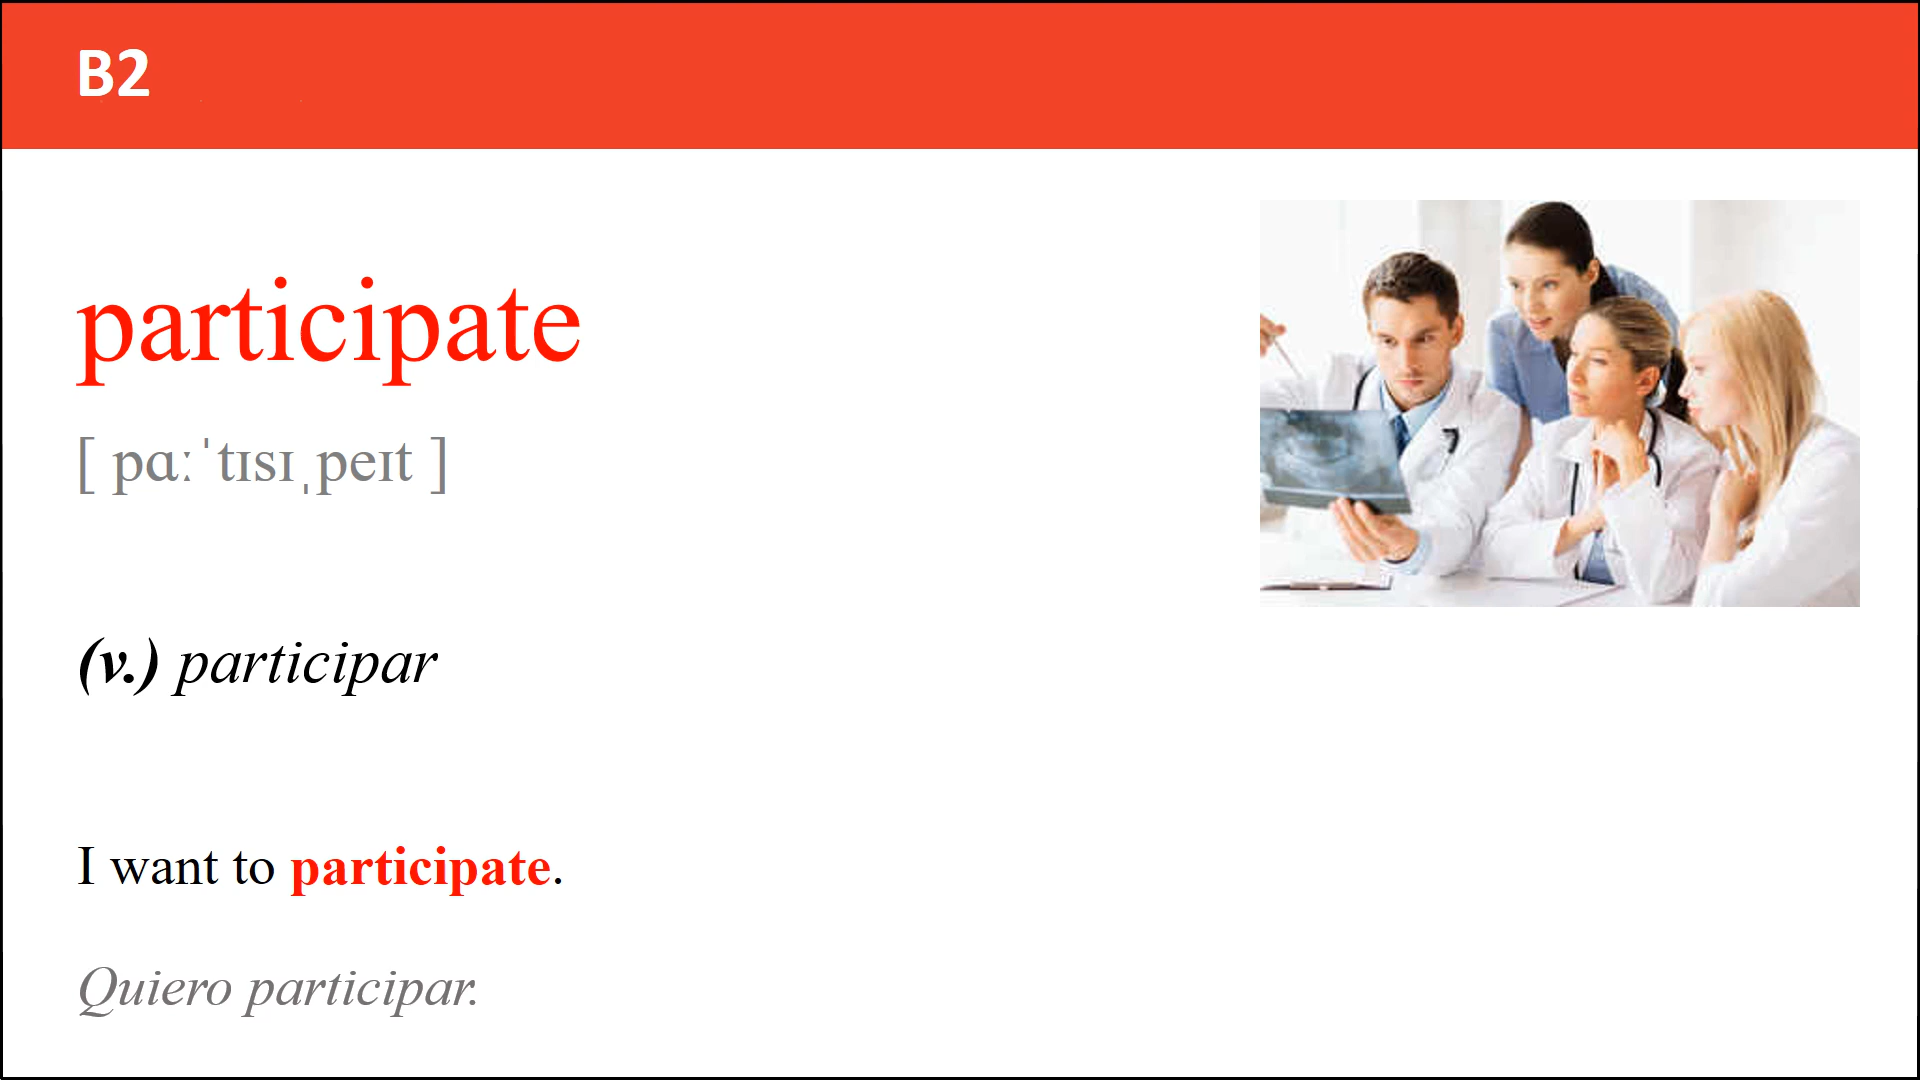 B2
participate
[ pɑːˈtɪsɪˌpeɪt ]
(v.) participar
I want to participate.
Quiero participar.